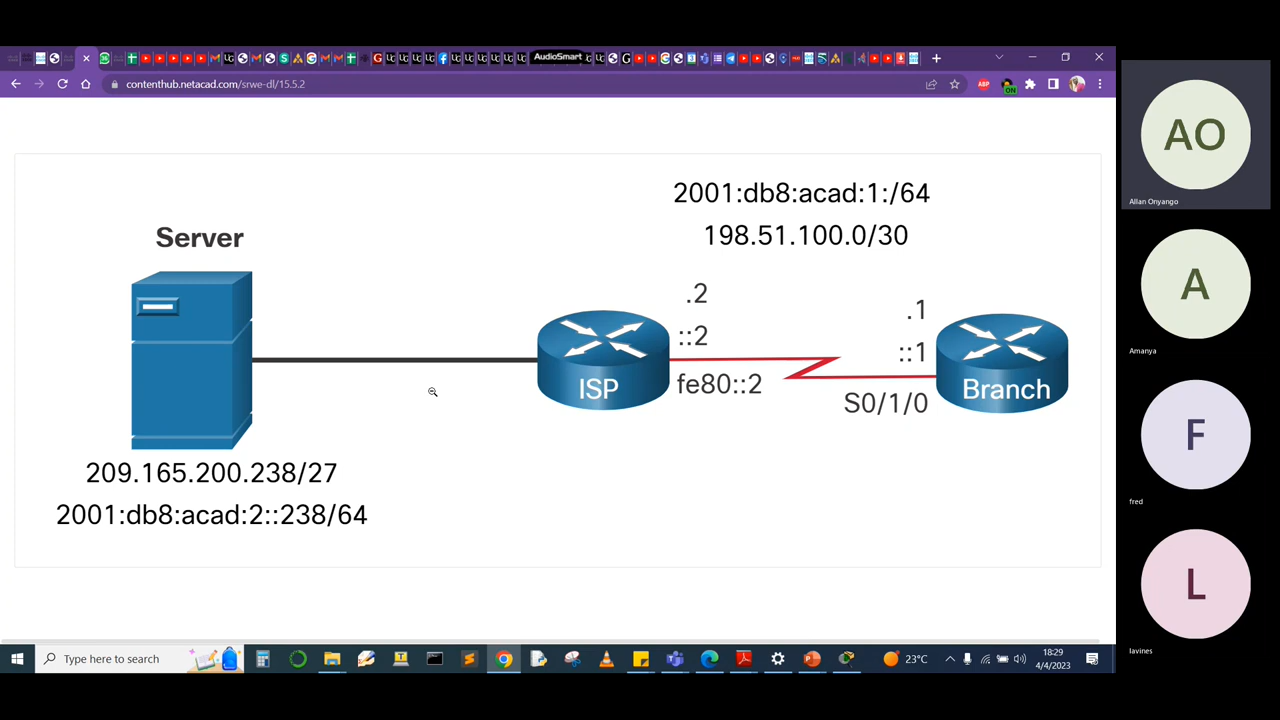 AudioSmart
contenthub.netacad.com/srwe-dl/15.5.2
ABP
ON
2001:db8:acad:1:/64
198.51.100.0/30
Server
.2
::2
.1
::1
ISP
fe80::2
S0/1/0
Branch
209.165.200.238/27
2001:db8:acad:2::238/64
AO
Allan Onyango
A
Amanya
F
fred
L
lavines
Type here to search
23°C
18:29
4/4/2023